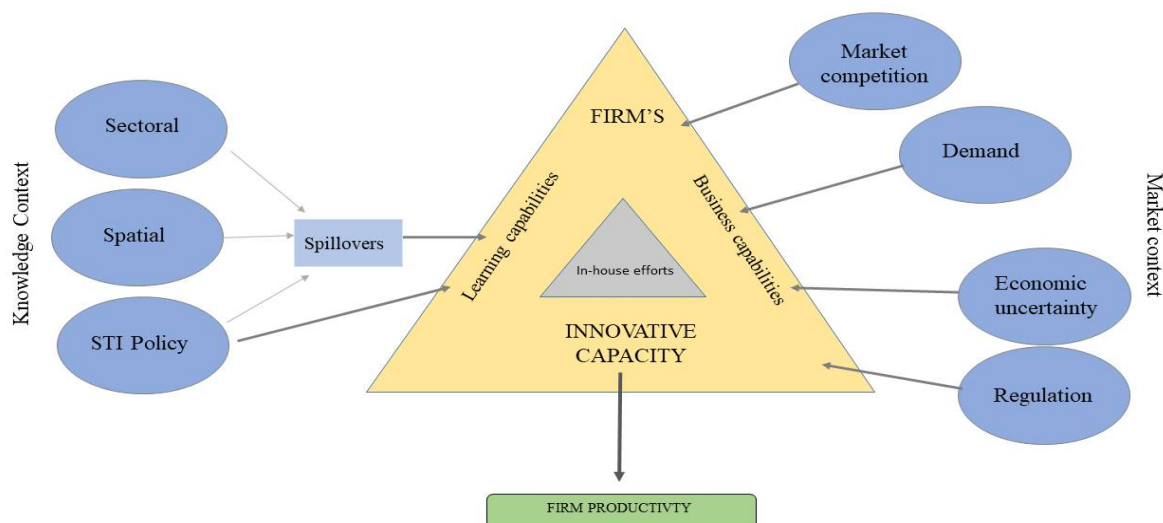 Knowledge Context
Sectoral
Spatial
STI Policy
Spillovers
FIRM'S
Learning capabilities
Business capabilities
In-house efforts
INNOVATIVE
CAPACITY
FIRM PRODUCTIVTY
Market
competition
Demand
Economic
uncertainty
Regulation
Market context